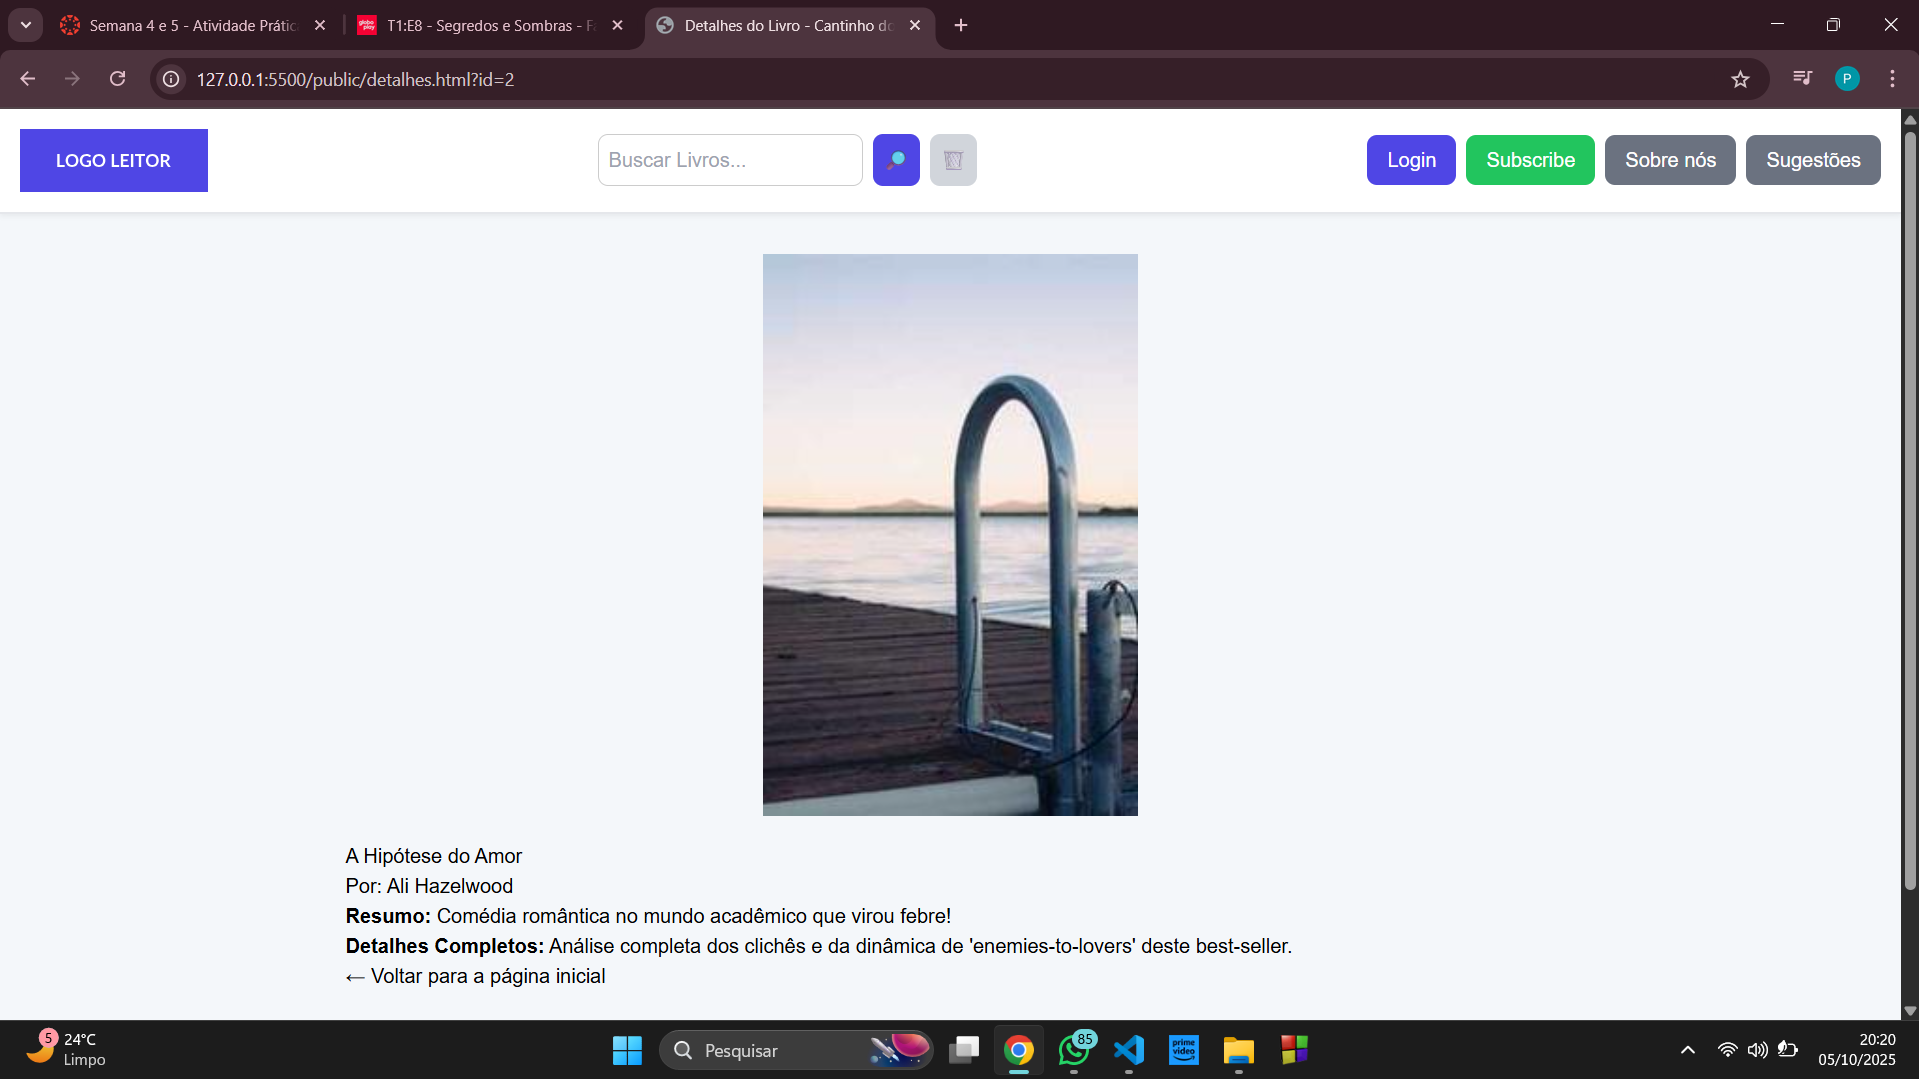 Semana 4 e 5 - Atividade Prátic
T1:E8 - Segredos e Sombras - Fa
Detalhes do Livro - Cantinho do
127.0.0.1:5500/public/detalhes.html?id=2
P
LOGO LEITOR
Buscar Livros...
Login
Subscribe
Sobre nós
Sugestões
A Hipótese do Amor
Por: Ali Hazelwood
Resumo: Comédia romântica no mundo acadêmico que virou febre!
Detalhes Completos: Análise completa dos clichês e da dinâmica de 'enemies-to-lovers' deste best-seller.
← Voltar para a página inicial
5
24°C
Limpo
Pesquisar
85
prime video
20:20
05/10/2025